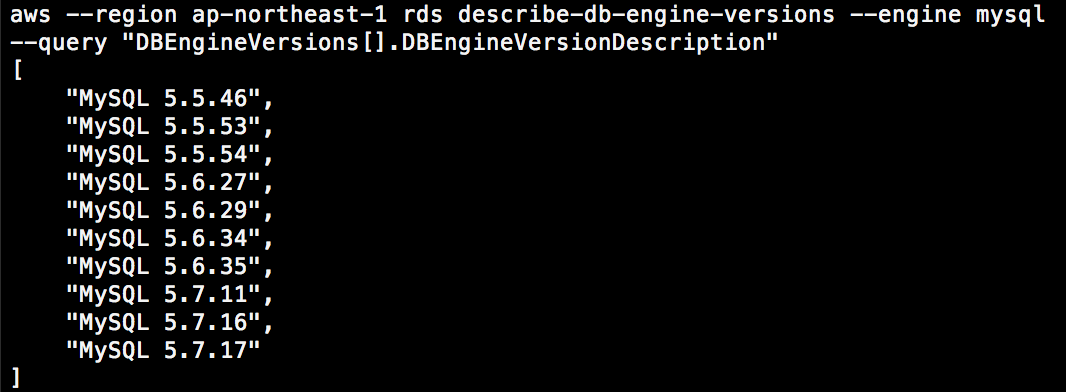 aws --region ap-northeast-1 rds describe-db-engine-versions --engine mysql
--query "DBEngineVersions[].DBEngineVersionDescription"
[
    "MySQL 5.5.46",
    "MySQL 5.5.53",
    "MySQL 5.5.54",
    "MySQL 5.6.27",
    "MySQL 5.6.29",
    "MySQL 5.6.34",
    "MySQL 5.6.35",
    "MySQL 5.7.11",
    "MySQL 5.7.16",
    "MySQL 5.7.17"
]